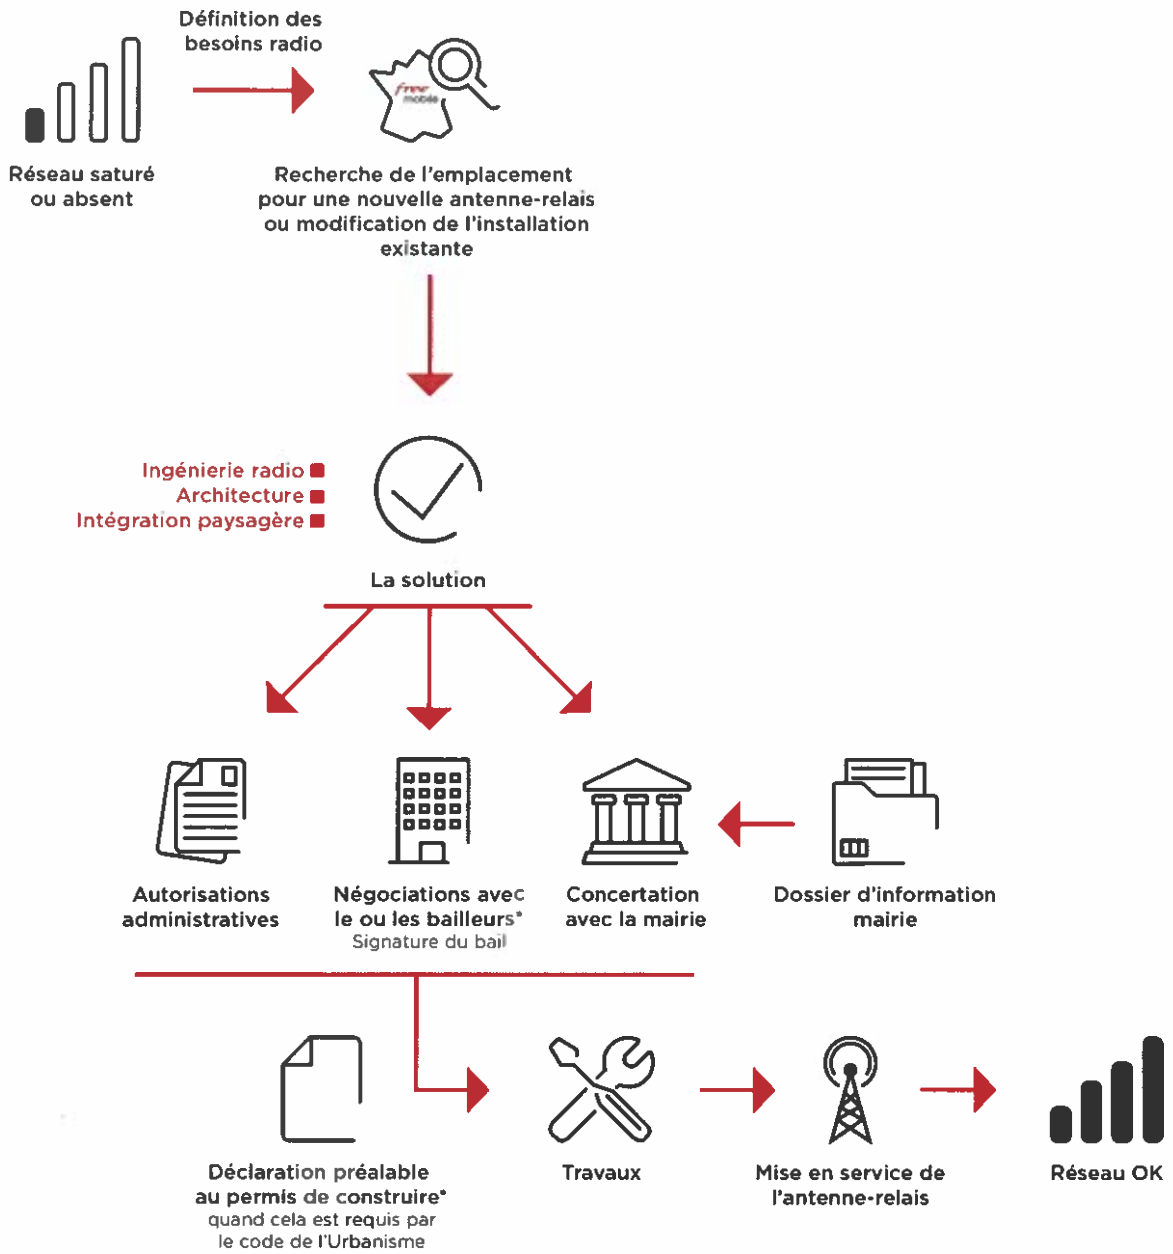 Définition des
besoins radio
free
mobile
Réseau saturé
ou absent
Recherche de l'emplacement
pour une nouvelle antenne-relais
ou modification de l'installation
existante
Ingénierie radio
Architecture
Intégration paysagère
La solution
Autorisations
administratives
Négociations avec
le ou les bailleurs*
Signature du bail
Concertation
avec la mairie
Dossier d'information
mairie
Déclaration préalable
au permis de construire*
quand cela est requis par
le code de l'Urbanisme
Travaux
Mise en service de
l'antenne-relais
Réseau OK